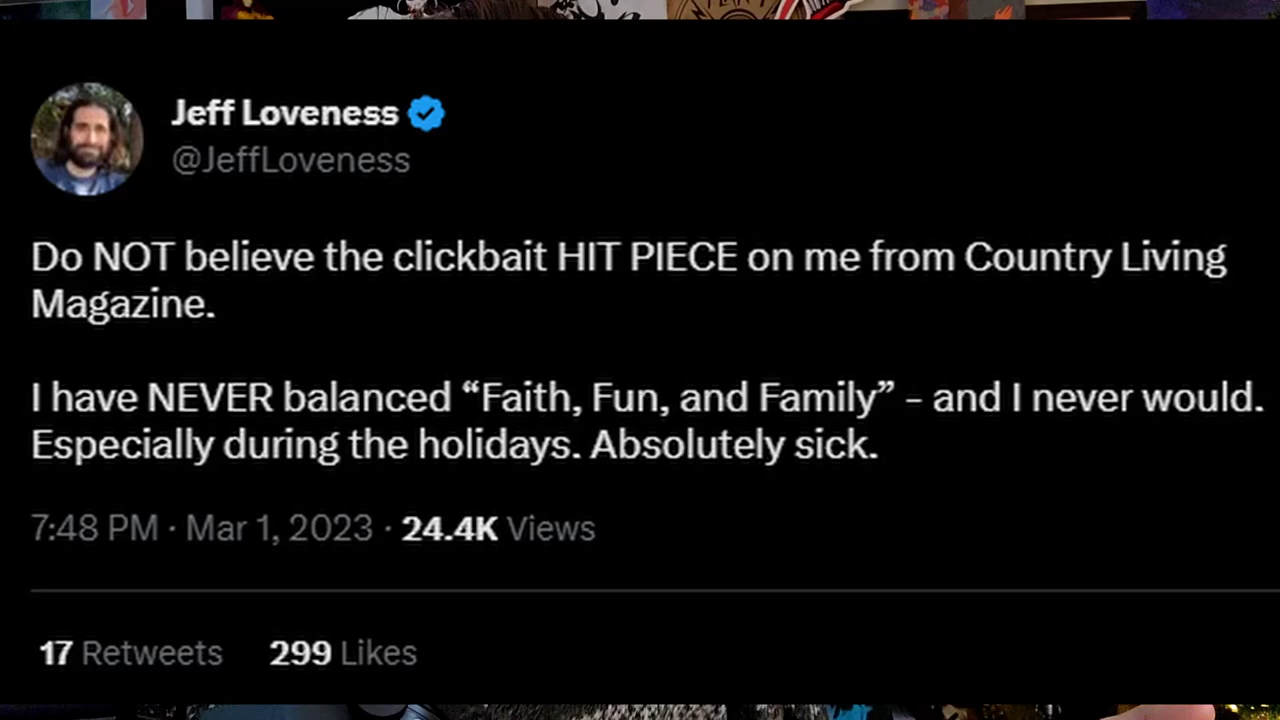 Jeff Loveness
@JeffLoveness
Do NOT believe the clickbait HIT PIECE on me from Country Living
Magazine.
I have NEVER balanced “Faith, Fun, and Family” – and I never would.
Especially during the holidays. Absolutely sick.
7:48 PM · Mar 1, 2023 · 24.4K Views
17 Retweets 299 Likes